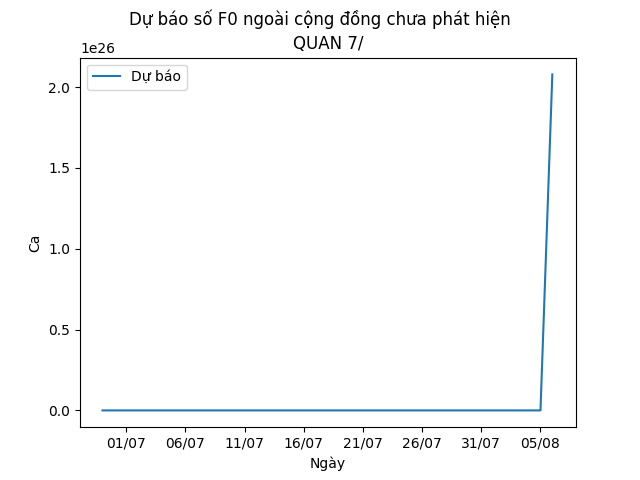 Dự báo số F0 ngoài cộng đồng chưa phát hiện
QUAN 7/
1e26
Dự báo
2.0
1.5
1.0
0.5
0.0
Ca
01/07 06/07 11/07 16/07 21/07 26/07 31/07 05/08
Ngày